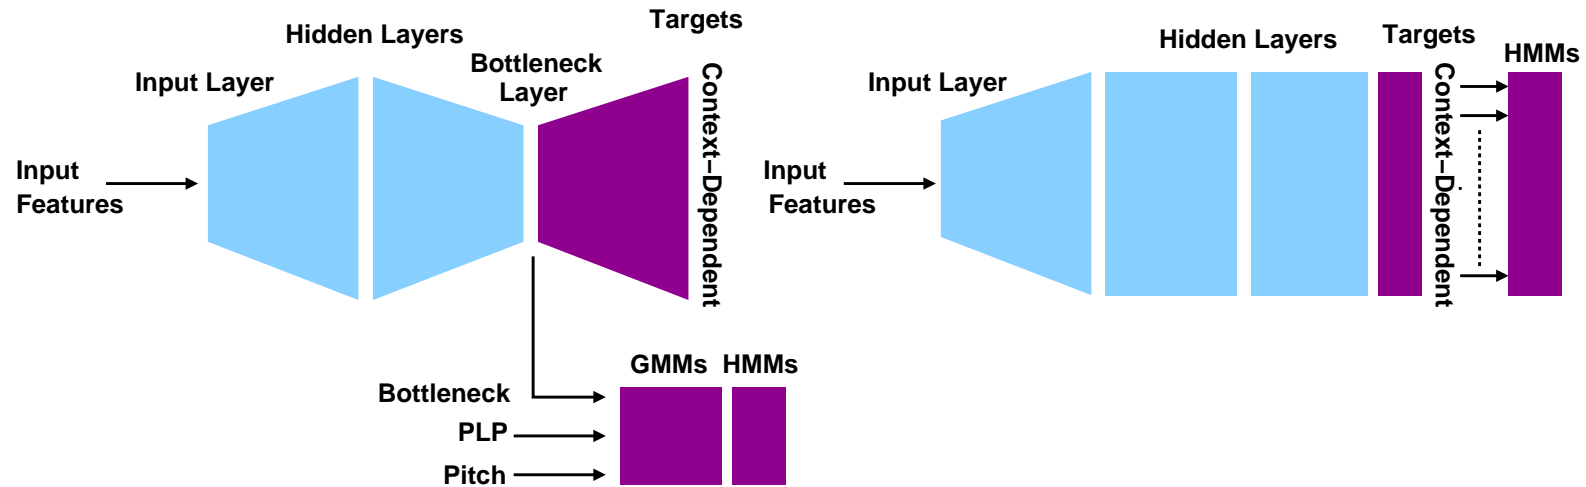 Targets
Hidden Layers
Bottleneck
Layer
Input Layer
Input
Features
Context–Dependent
GMMs HMMs
Bottleneck
PLP
Pitch
Hidden Layers
Targets
HMMs
Input Layer
Input
Features
Context–Dependent